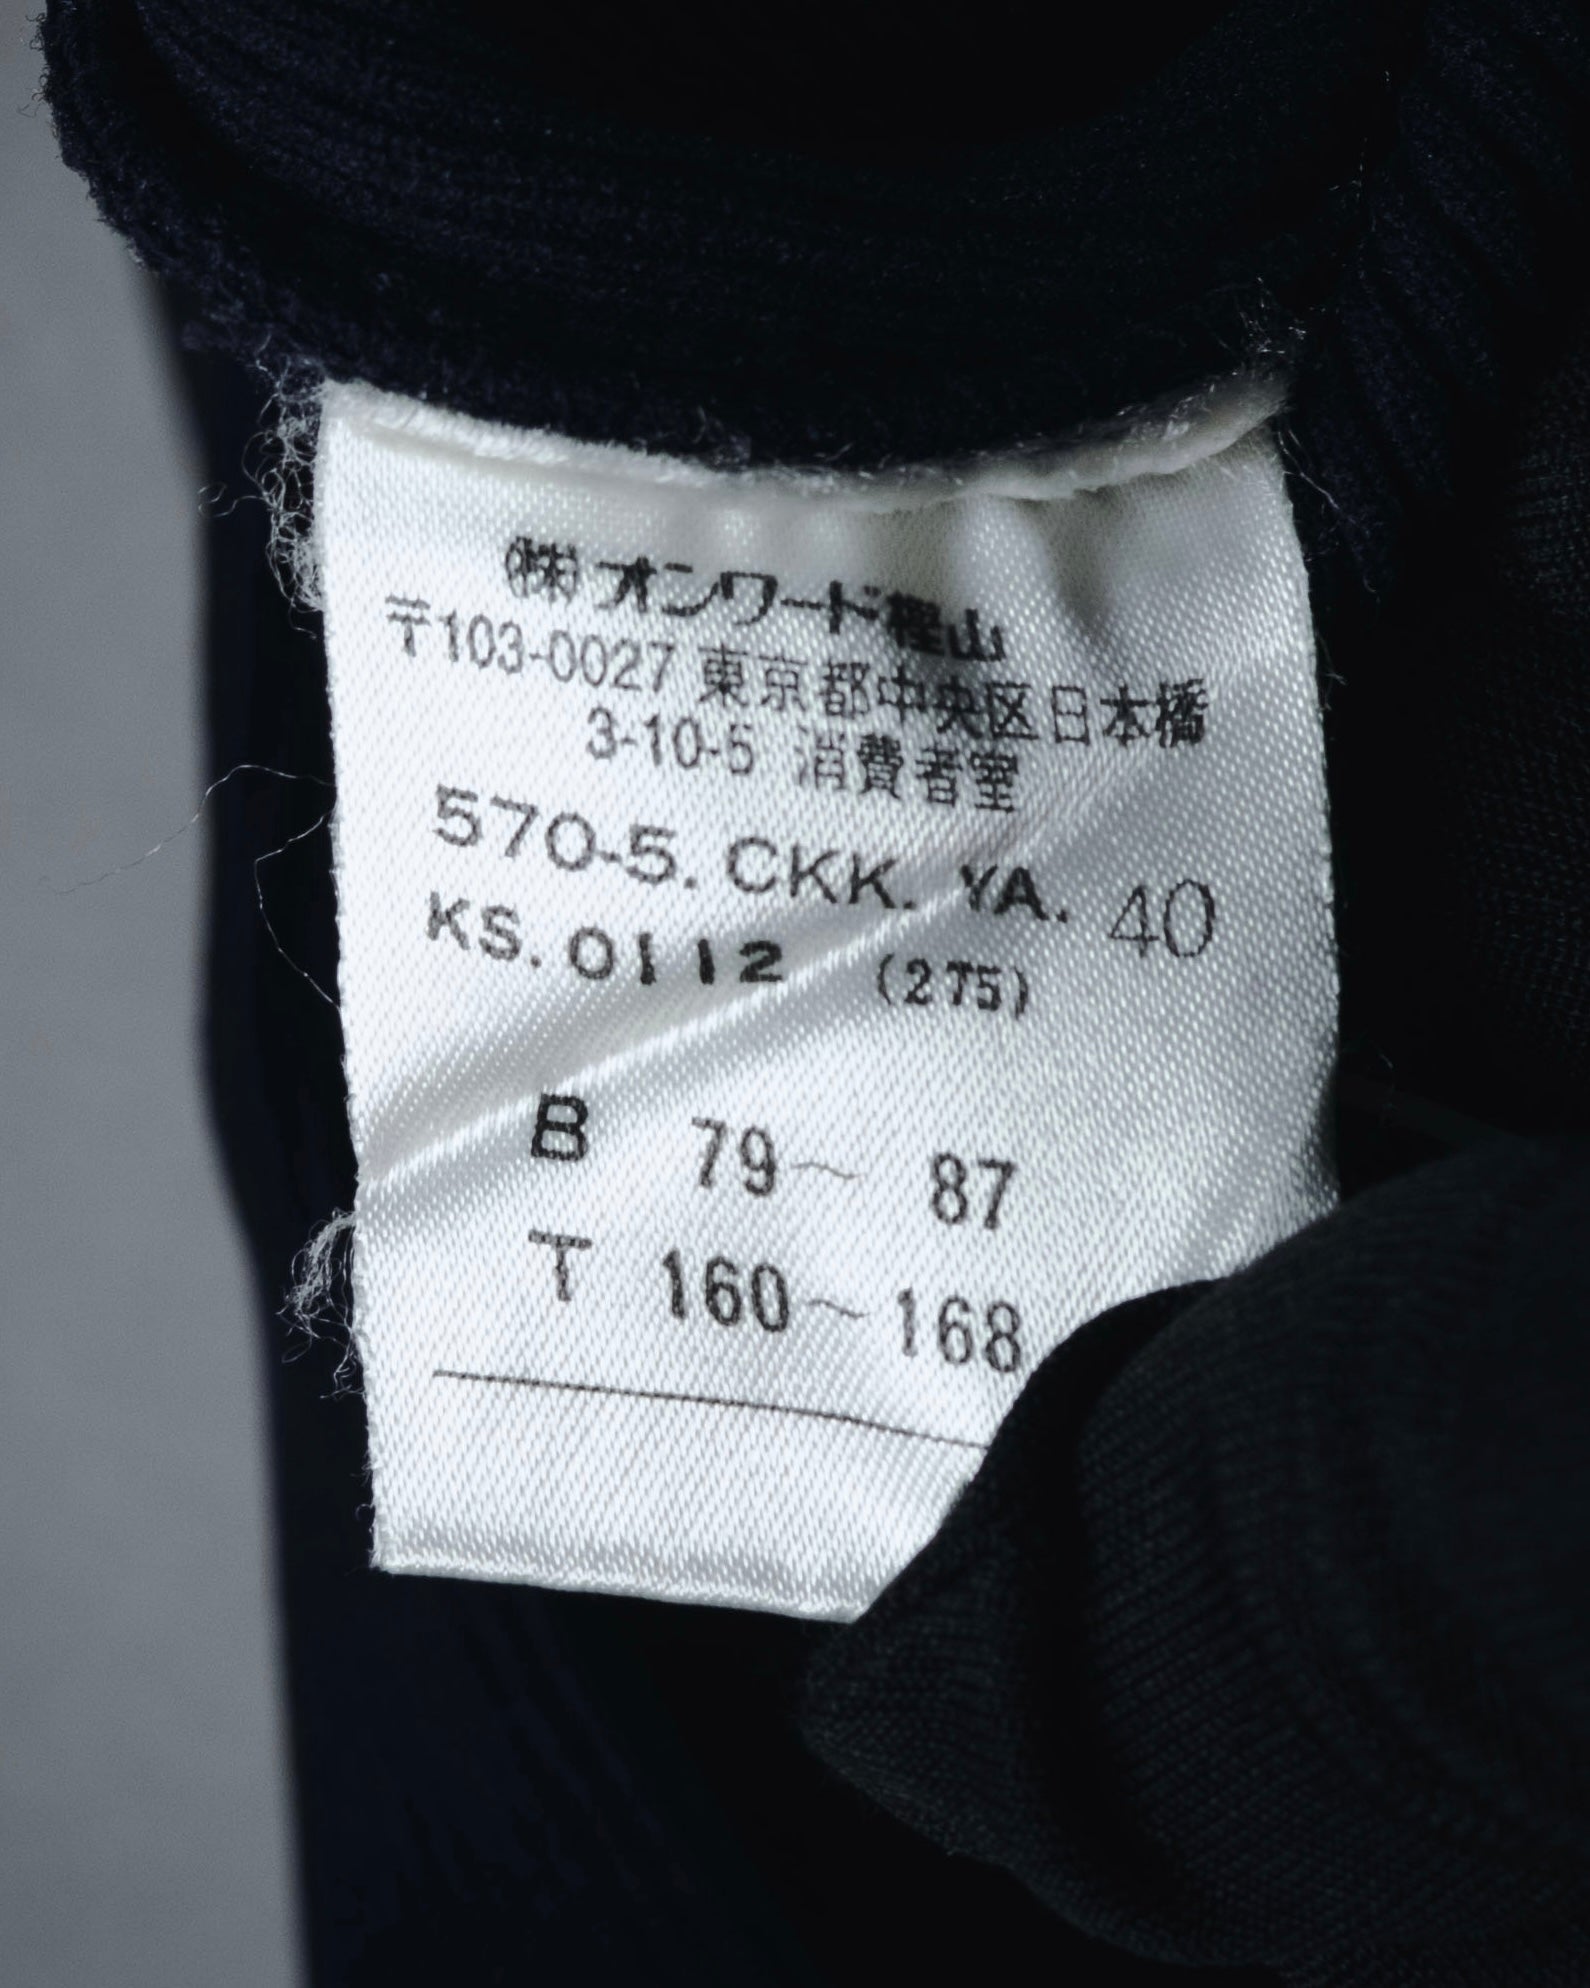 ㈱オンワード樫山
〒103-0027 東京都中央区日本橋
3-10-5 消費者室
570-5. CKK. YA. 40
KS. 0112 (275)
B 79～ 87
T 160～168